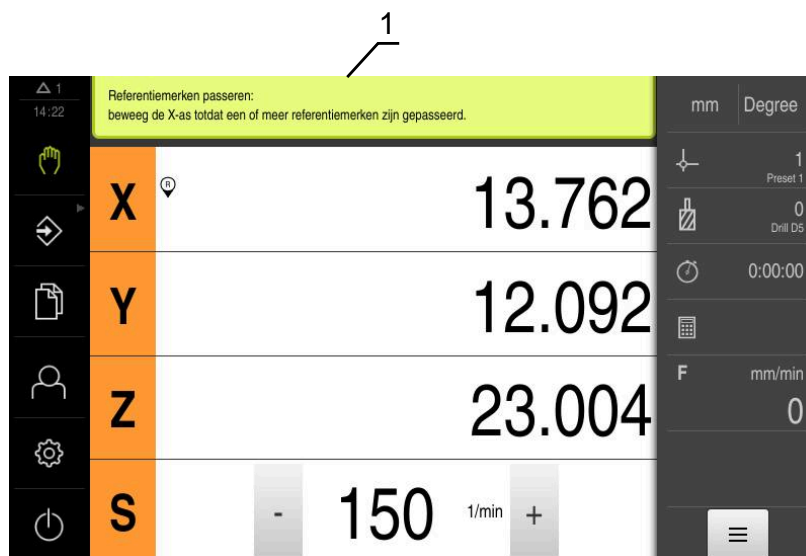 1
△ 1
14:22
Referentiemerken passeren:
beweeg de X-as totdat een of meer referentiemerken zijn gepasseerd.
mm Degree
X R 13.762
1
Preset 1
0
Drill D5
Y 12.092
0:00:00
Z 23.004
F mm/min
0
S - 150 1/min +